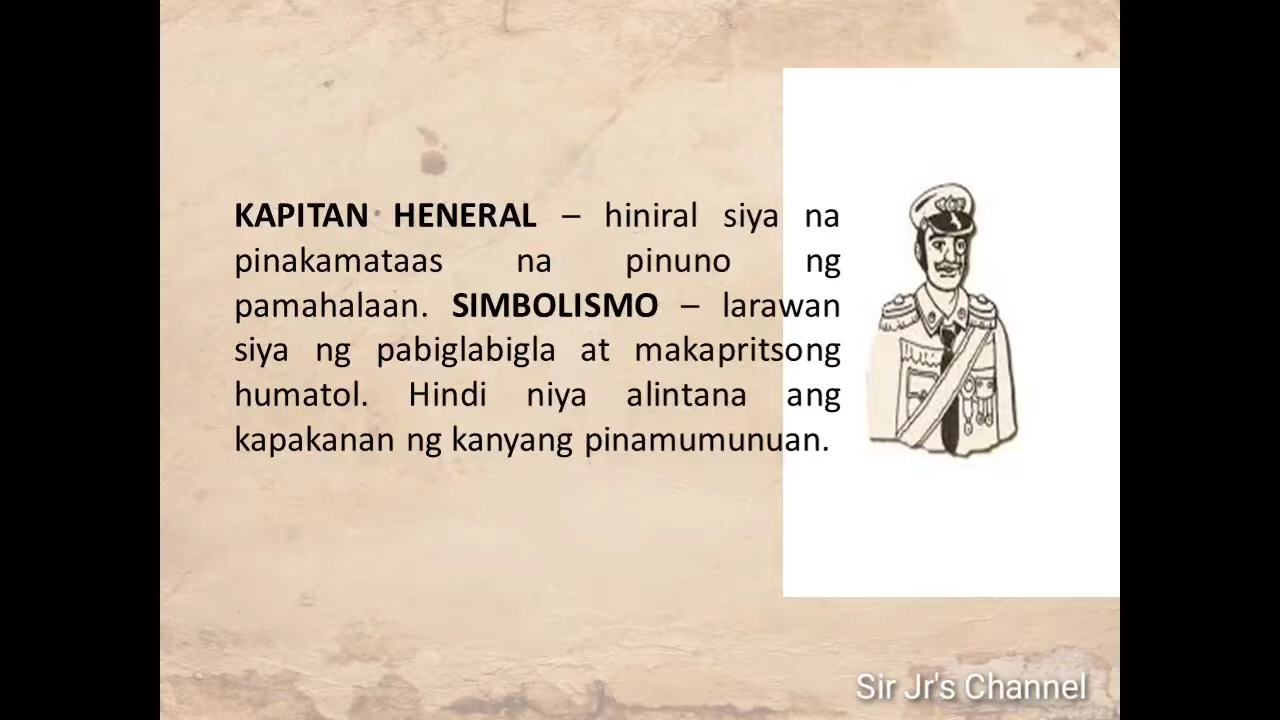 KAPITAN HENERAL – hiniral siya na
pinakamataas na pinuno ng
pamahalaan. SIMBOLISMO – larawan
siya ng pabiglabigla at makapritsong
humatol. Hindi niya alintana ang
kapakanan ng kanyang pinamumunuan.
Sir Jr's Channel